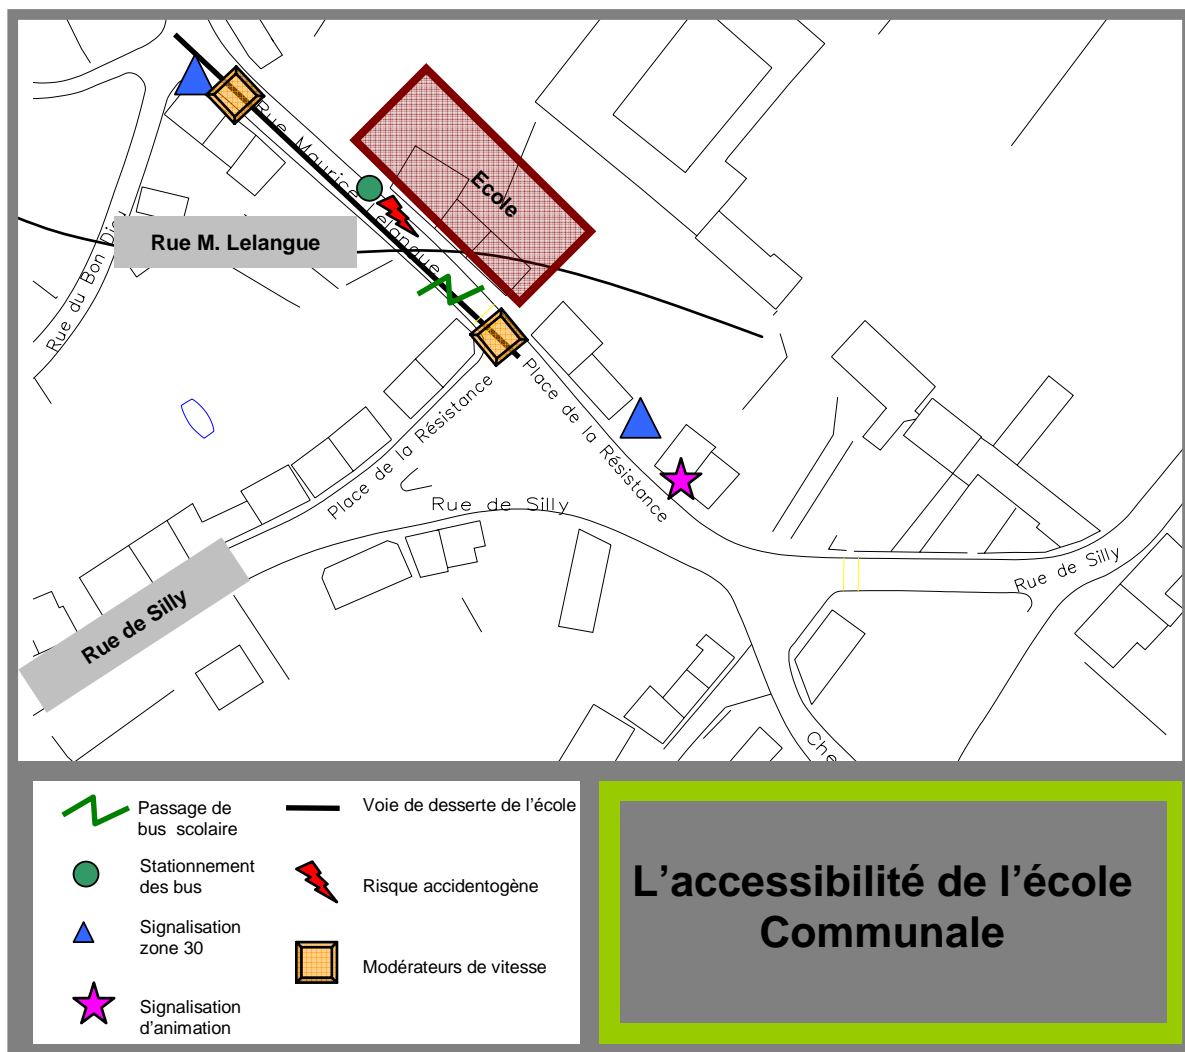 Rue Maurice Lelangue
Ecole
Rue M. Lelangue
Rue du Bon Dieu
Place de la Résistance
Place de la Résistance
Rue de Silly
Rue de Silly
Rue de Silly
Che
Passage de
bus scolaire
Voie de desserte de l'école
Stationnement
des bus
Risque accidentogène
Signalisation
zone 30
Modérateurs de vitesse
Signalisation
d'animation
L'accessibilité de l'école
Communale